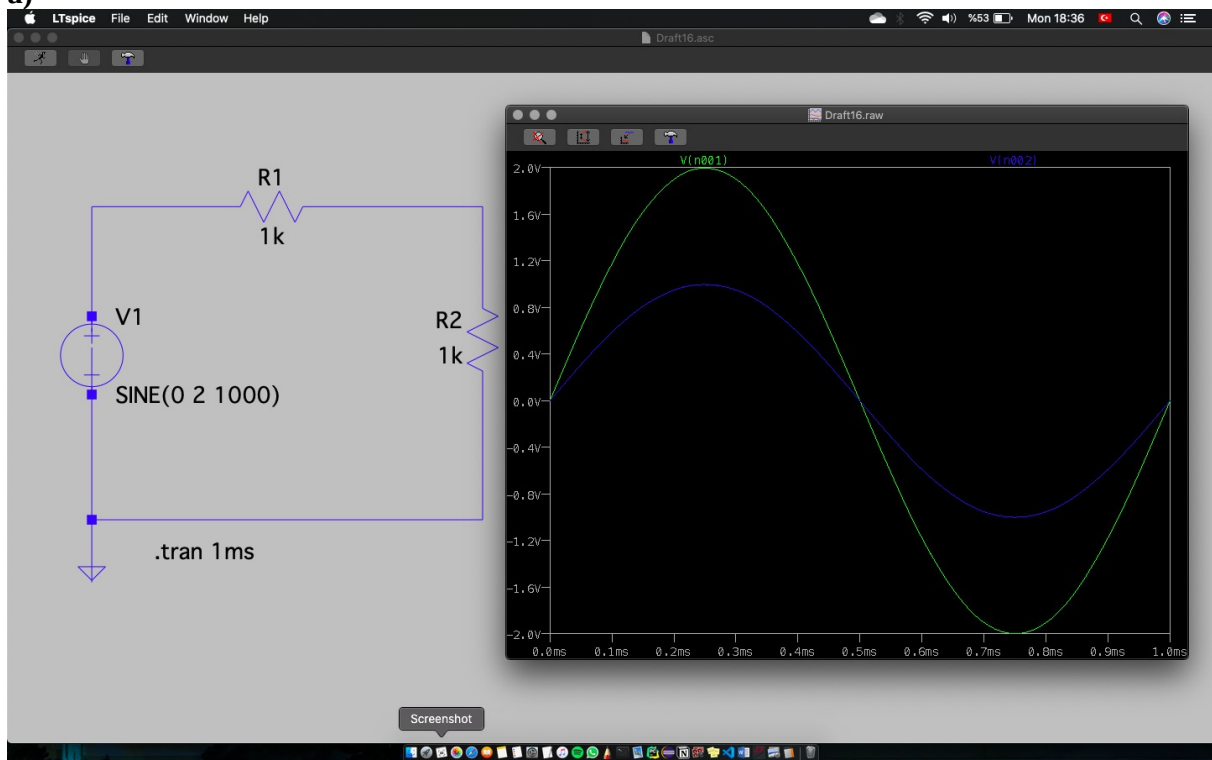 a)
LTspice File Edit Window Help %53 Mon 18:36
Draft16.asc
R1
1k
V1
SINE(0 2 1000)
R2
1k
.tran 1ms
Draft16.raw
V(n001) V(n002)
2.0V
1.6V
1.2V
0.8V
0.4V
0.0V
-0.4V
-0.8V
-1.2V
-1.6V
-2.0V
0.0ms 0.1ms 0.2ms 0.3ms 0.4ms 0.5ms 0.6ms 0.7ms 0.8ms 0.9ms 1.0ms
Screenshot